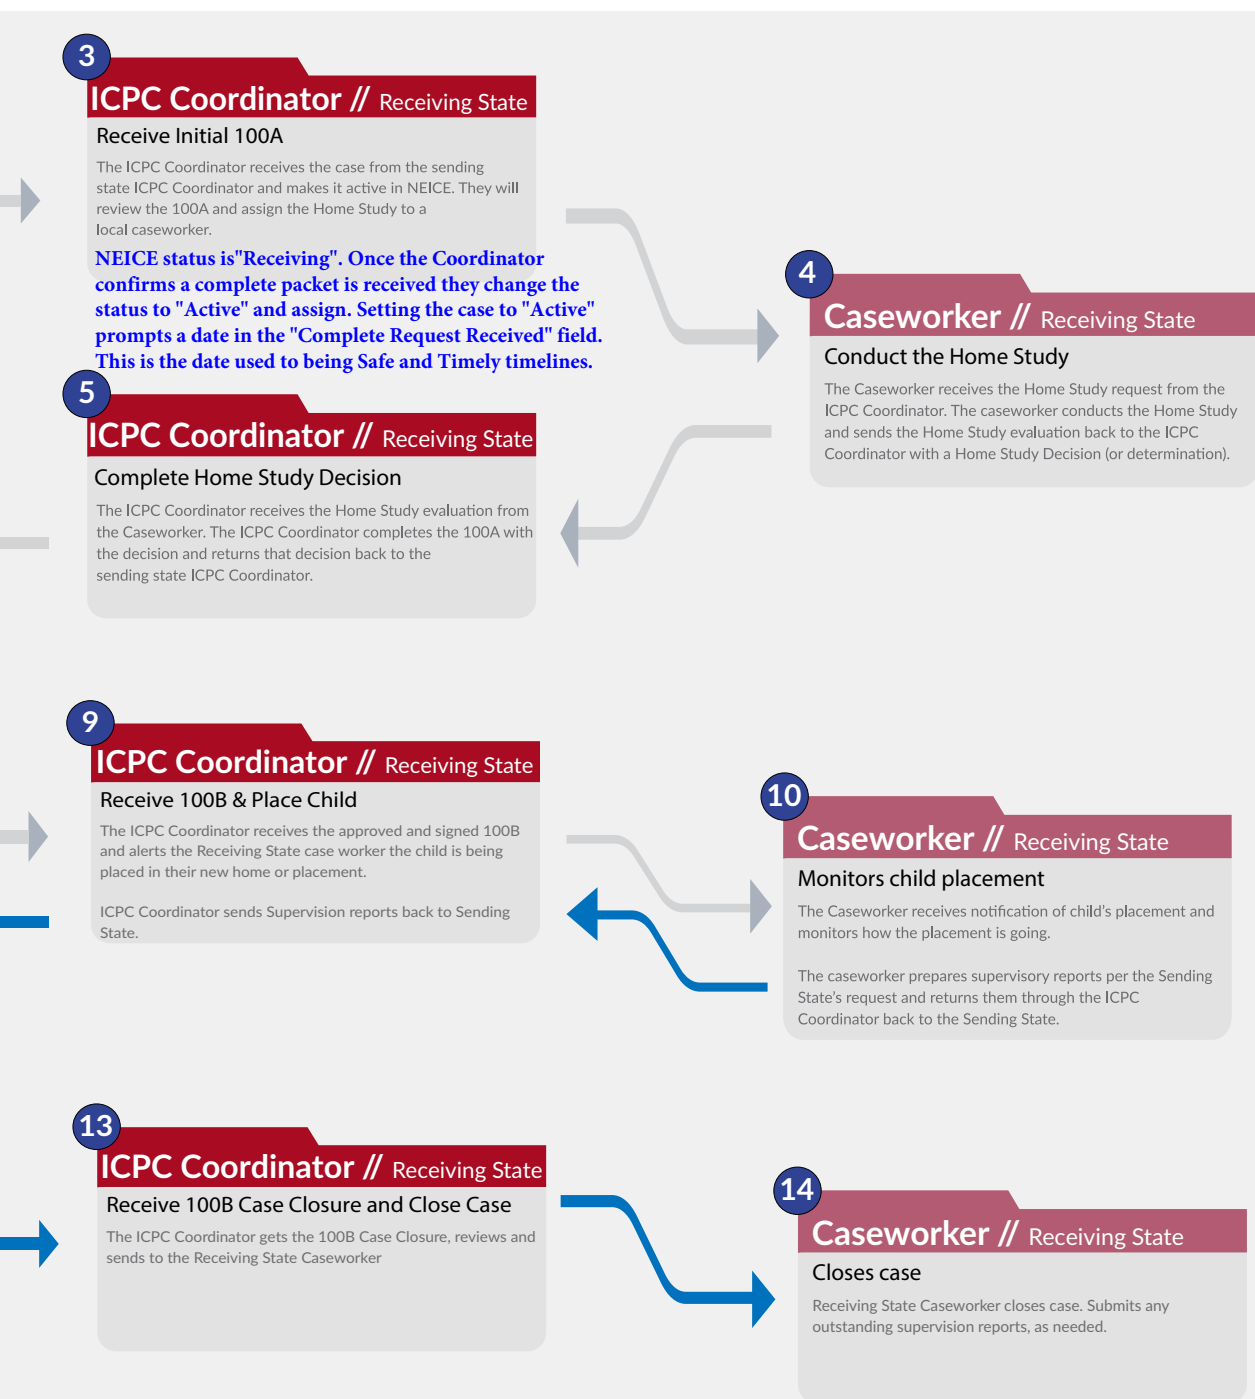 3
ICPC Coordinator // Receiving State
Receive Initial 100A
The ICPC Coordinator receives the case from the sending
state ICPC Coordinator and makes it active in NEICE. They will
review the 100A and assign the Home Study to a
local caseworker.
NEICE status is"Receiving". Once the Coordinator
confirms a complete packet is received they change the
status to "Active" and assign. Setting the case to "Active"
prompts a date in the "Complete Request Received" field.
This is the date used to being Safe and Timely timelines.
4
Caseworker // Receiving State
Conduct the Home Study
The Caseworker receives the Home Study request from the
ICPC Coordinator. The caseworker conducts the Home Study
and sends the Home Study evaluation back to the ICPC
Coordinator with a Home Study Decision (or determination).
5
ICPC Coordinator // Receiving State
Complete Home Study Decision
The ICPC Coordinator receives the Home Study evaluation from
the Caseworker. The ICPC Coordinator completes the 100A with
the decision and returns that decision back to the
sending state ICPC Coordinator.
9
ICPC Coordinator // Receiving State
Receive 100B & Place Child
The ICPC Coordinator receives the approved and signed 100B
and alerts the Receiving State case worker the child is being
placed in their new home or placement.
ICPC Coordinator sends Supervision reports back to Sending
State.
10
Caseworker // Receiving State
Monitors child placement
The Caseworker receives notification of child's placement and
monitors how the placement is going.
The caseworker prepares supervisory reports per the Sending
State's request and returns them through the ICPC
Coordinator back to the Sending State.
13
ICPC Coordinator // Receiving State
Receive 100B Case Closure and Close Case
The ICPC Coordinator gets the 100B Case Closure, reviews and
sends to the Receiving State Caseworker
14
Caseworker // Receiving State
Closes case
Receiving State Caseworker closes case. Submits any
outstanding supervision reports, as needed.